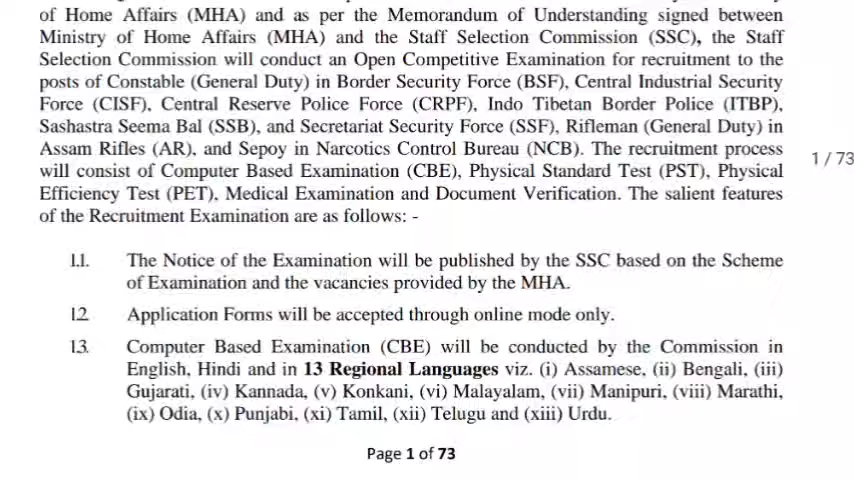 of Home Affairs (MHA) and as per the Memorandum of Understanding signed between
Ministry of Home Affairs (MHA) and the Staff Selection Commission (SSC), the Staff
Selection Commission will conduct an Open Competitive Examination for recruitment to the
posts of Constable (General Duty) in Border Security Force (BSF), Central Industrial Security
Force (CISF), Central Reserve Police Force (CRPF), Indo Tibetan Border Police (ITBP),
Sashastra Seema Bal (SSB), and Secretariat Security Force (SSF), Rifleman (General Duty) in
Assam Rifles (AR), and Sepoy in Narcotics Control Bureau (NCB). The recruitment process
will consist of Computer Based Examination (CBE), Physical Standard Test (PST), Physical
Efficiency Test (PET), Medical Examination and Document Verification. The salient features
of the Recruitment Examination are as follows: -
1 / 73
1.1. The Notice of the Examination will be published by the SSC based on the Scheme
of Examination and the vacancies provided by the MHA.
1.2 Application Forms will be accepted through online mode only.
1.3. Computer Based Examination (CBE) will be conducted by the Commission in
English, Hindi and in 13 Regional Languages viz. (i) Assamese, (ii) Bengali, (iii)
Gujarati, (iv) Kannada, (v) Konkani, (vi) Malayalam, (vii) Manipuri, (viii) Marathi,
(ix) Odia, (x) Punjabi, (xi) Tamil, (xii) Telugu and (xiii) Urdu.
Page 1 of 73